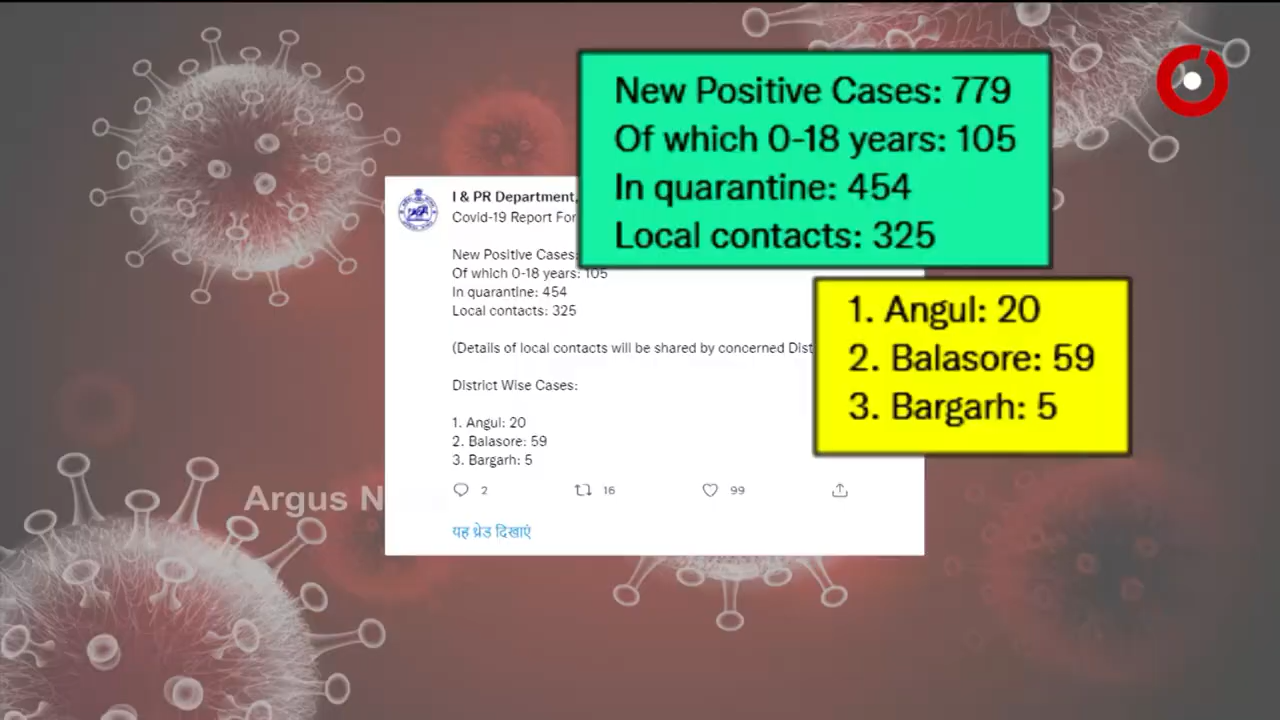 New Positive Cases: 779
Of which 0-18 years: 105
In quarantine: 454
Local contacts: 325
I & PR Department,
Covid-19 Report For
New Positive Cases:
Of which 0-18 years: 105
In quarantine: 454
Local contacts: 325
(Details of local contacts will be shared by concerned Dist
District Wise Cases:
1. Angul: 20
2. Balasore: 59
3. Bargarh: 5
2 16 99
यह थ्रेड दिखाएं
1. Angul: 20
2. Balasore: 59
3. Bargarh: 5
Argus N